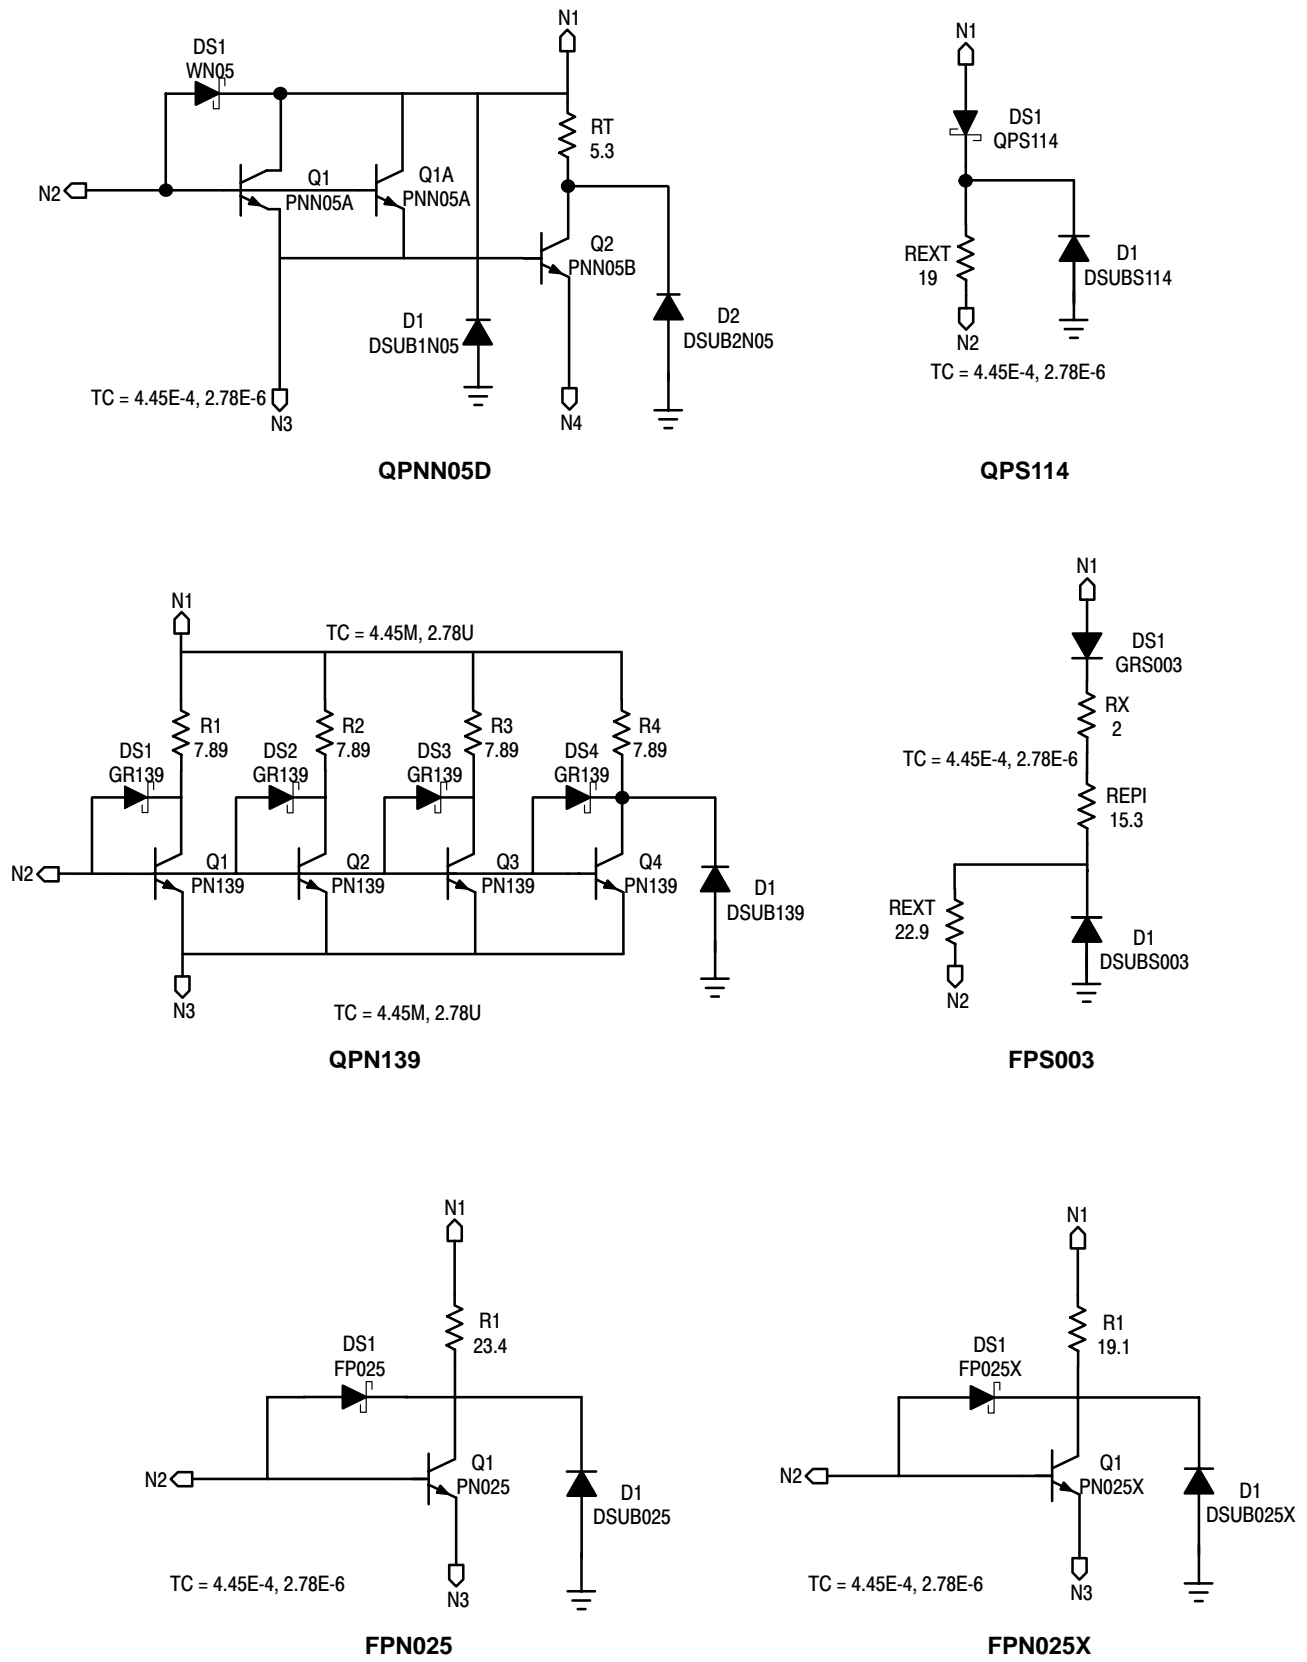 N1
DS1
WN05
RT
5.3
N2
Q1
PNN05A
Q1A
PNN05A
Q2
PNN05B
D1
DSUB1N05
D2
DSUB2N05
TC = 4.45E-4, 2.78E-6
N3
N4
QPNN05D
N1
DS1
QPS114
REXT
19
D1
DSUBS114
N2
TC = 4.45E-4, 2.78E-6
QPS114
N1
TC = 4.45M, 2.78U
R1
7.89
R2
7.89
R3
7.89
R4
7.89
DS1
GR139
DS2
GR139
DS3
GR139
DS4
GR139
N2
Q1
PN139
Q2
PN139
Q3
PN139
Q4
PN139
D1
DSUB139
N3
TC = 4.45M, 2.78U
QPN139
N1
DS1
GRS003
RX
2
TC = 4.45E-4, 2.78E-6
REPI
15.3
REXT
22.9
D1
DSUBS003
N2
FPS003
N1
R1
23.4
DS1
FP025
N2
Q1
PN025
D1
DSUB025
TC = 4.45E-4, 2.78E-6
N3
FPN025
N1
R1
19.1
DS1
FP025X
N2
Q1
PN025X
D1
DSUB025X
TC = 4.45E-4, 2.78E-6
N3
FPN025X